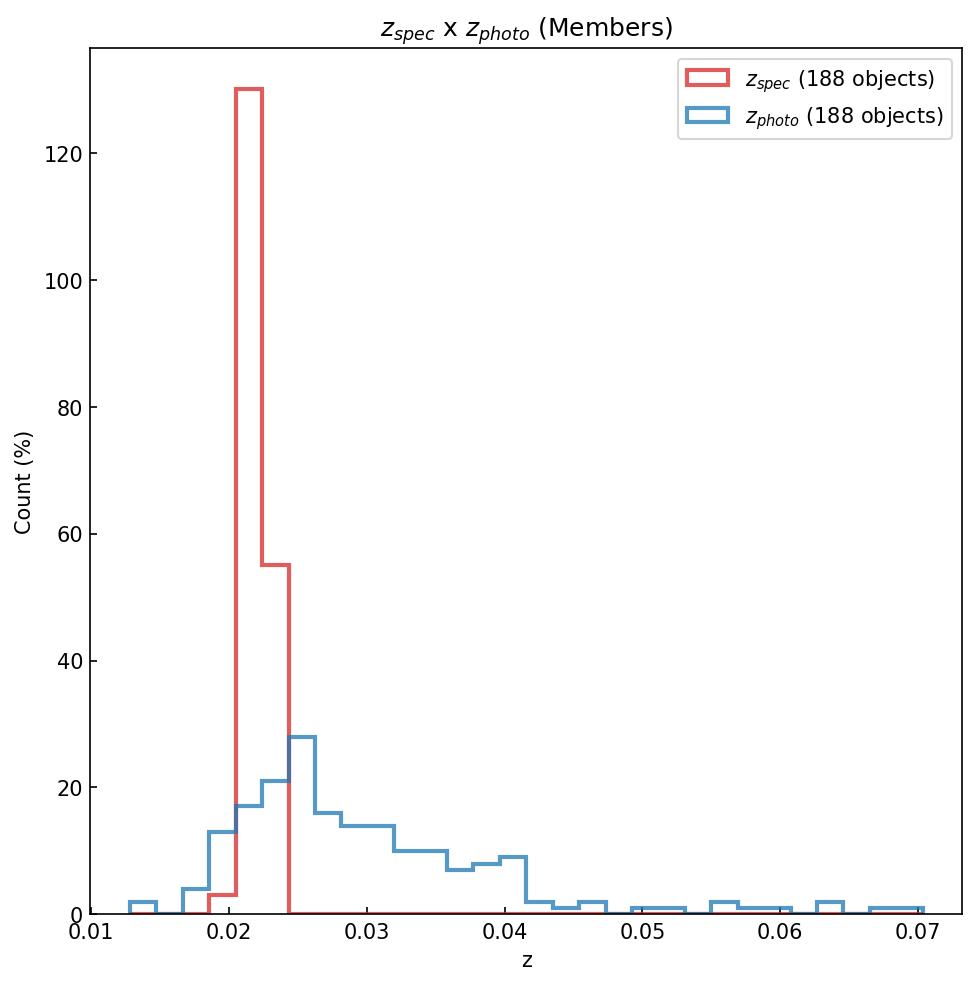 z_spec x z_photo (Members)
z_spec (188 objects)
z_photo (188 objects)
Count (%)
120
100
80
60
40
20
0
0.01 0.02 0.03 0.04 0.05 0.06 0.07
z